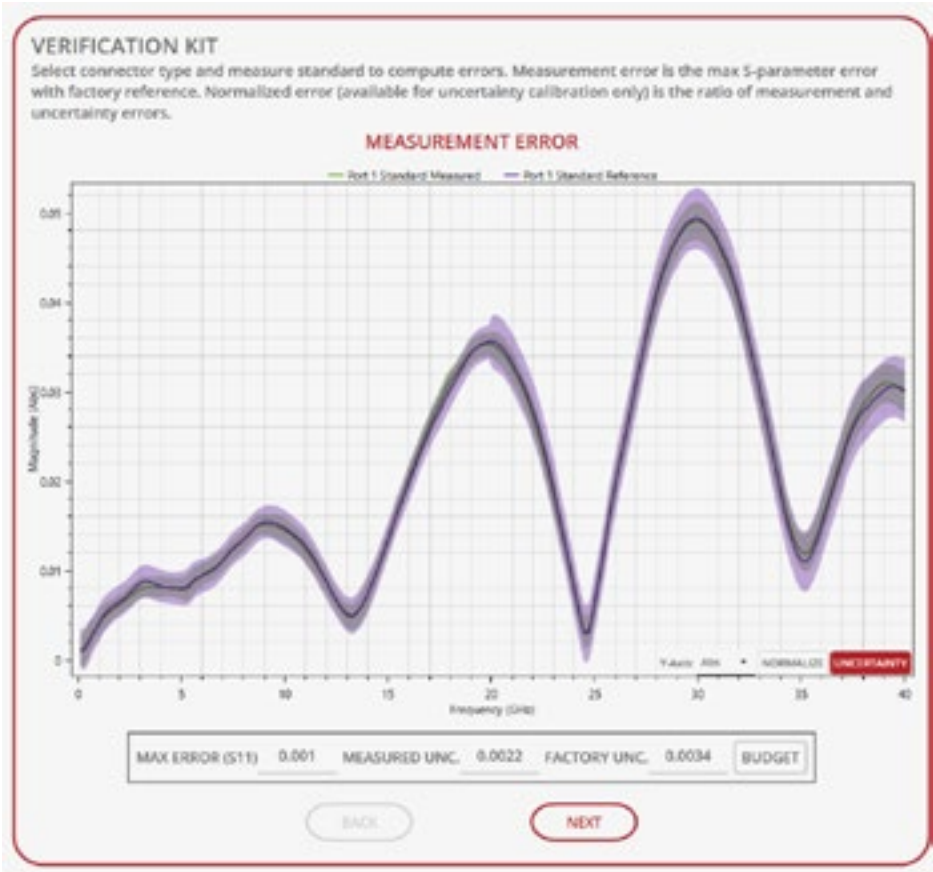 VERIFICATION KIT
Select connector type and measure standard to compute errors. Measurement error is the max S-parameter error
with factory reference. Normalized error (available for uncertainty calibration only) is the ratio of measurement and
uncertainty errors.
MEASUREMENT ERROR
Port 1 Standard Measured Port 1 Standard Reference
0.05
0.04
0.03
0.02
0.01
0
Magnitude (Abs)
Y-Axis: Abs NORMALIZE UNCERTAINTY
0 5 10 15 20 25 30 35 40
Frequency (GHz)
MAX ERROR (S11) 0.001 MEASURED UNC. 0.0022 FACTORY UNC. 0.0034 BUDGET
BACK NEXT